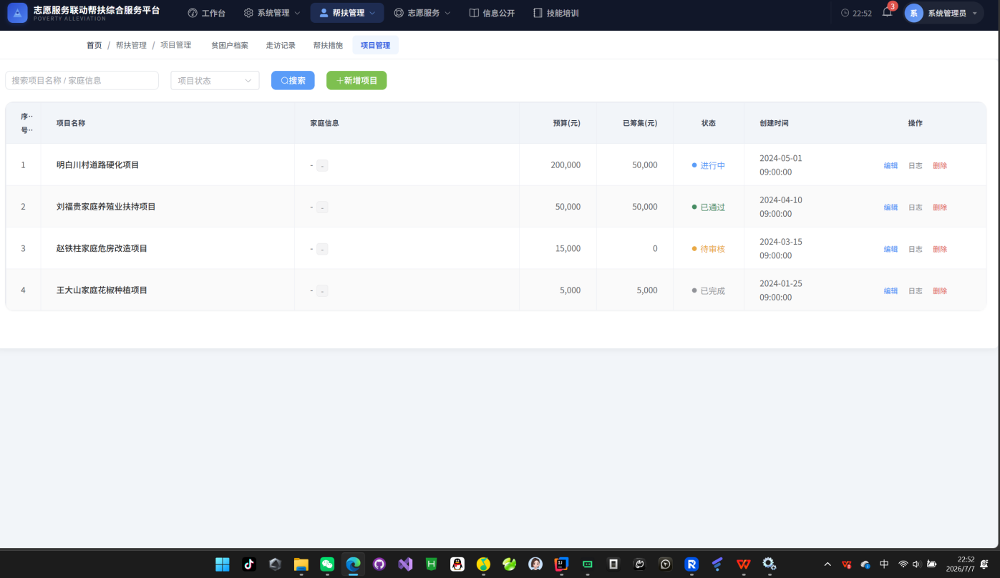 志愿服务联动帮扶综合服务平台
POVERTY ALLEVIATION
工作台
系统管理
帮扶管理
志愿服务
信息公开
技能培训
22:52
3
系
系统管理员
首页 / 帮扶管理 / 项目管理
贫困户档案
走访记录
帮扶措施
项目管理
搜索项目名称 / 家庭信息
项目状态
搜索
新增项目
序··
号··
项目名称
家庭信息
预算(元)
已筹集(元)
状态
创建时间
操作
1
明白川村道路硬化项目
- -
200,000
50,000
进行中
2024-05-01
09:00:00
编辑
日志
删除
2
刘福贵家庭养殖业扶持项目
- -
50,000
50,000
已通过
2024-04-10
09:00:00
编辑
日志
删除
3
赵铁柱家庭危房改造项目
- -
15,000
0
待审核
2024-03-15
09:00:00
编辑
日志
删除
4
王大山家庭花椒种植项目
- -
5,000
5,000
已完成
2024-01-25
09:00:00
编辑
日志
删除
中
22:52
2026/7/7